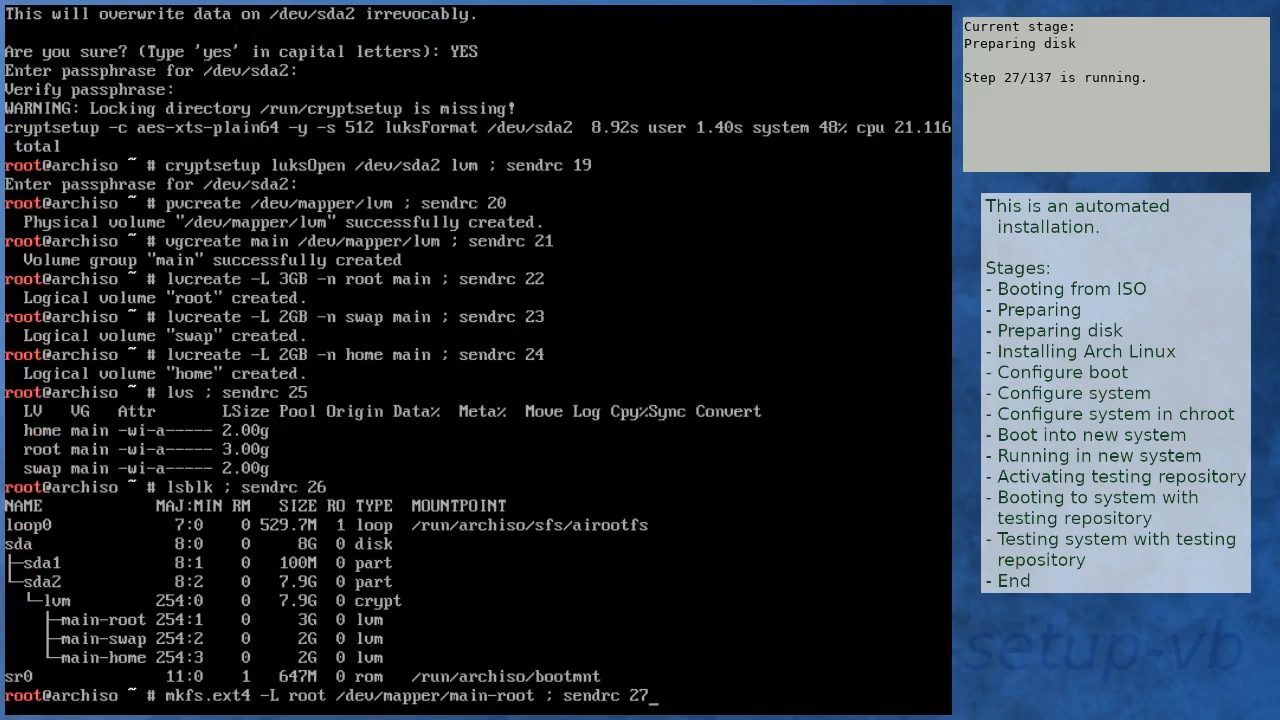 This will overwrite data on /dev/sda2 irrevocably.
Are you sure? (Type 'yes' in capital letters): YES
Enter passphrase for /dev/sda2:
Verify passphrase:
WARNING: Locking directory /run/cryptsetup is missing!
cryptsetup -c aes-xts-plain64 -y -s 512 luksFormat /dev/sda2  8.92s user 1.40s system 48% cpu 21.116
 total
root@archiso ~ # cryptsetup luksOpen /dev/sda2 lvm ; sendrc 19
Enter passphrase for /dev/sda2:
root@archiso ~ # pvcreate /dev/mapper/lvm ; sendrc 20
  Physical volume "/dev/mapper/lvm" successfully created.
root@archiso ~ # vgcreate main /dev/mapper/lvm ; sendrc 21
  Volume group "main" successfully created
root@archiso ~ # lvcreate -L 3GB -n root main ; sendrc 22
  Logical volume "root" created.
root@archiso ~ # lvcreate -L 2GB -n swap main ; sendrc 23
  Logical volume "swap" created.
root@archiso ~ # lvcreate -L 2GB -n home main ; sendrc 24
  Logical volume "home" created.
root@archiso ~ # lvs ; sendrc 25
  LV   VG   Attr       LSize Pool Origin Data%  Meta%  Move Log Cpy%Sync Convert
  home main -wi-a----- 2.00g
  root main -wi-a----- 3.00g
  swap main -wi-a----- 2.00g
root@archiso ~ # lsblk ; sendrc 26
NAME            MAJ:MIN RM   SIZE RO TYPE  MOUNTPOINT
loop0             7:0    0 529.7M  1 loop  /run/archiso/sfs/airootfs
sda               8:0    0     8G  0 disk
├─sda1            8:1    0   100M  0 part
└─sda2            8:2    0   7.9G  0 part
  └─lvm         254:0    0   7.9G  0 crypt
    ├─main-root 254:1    0     3G  0 lvm
    ├─main-swap 254:2    0     2G  0 lvm
    └─main-home 254:3    0     2G  0 lvm
sr0              11:0    1   647M  0 rom   /run/archiso/bootmnt
root@archiso ~ # mkfs.ext4 -L root /dev/mapper/main-root ; sendrc 27_
Current stage:
Preparing disk
Step 27/137 is running.
This is an automated
installation.
Stages:
- Booting from ISO
- Preparing
- Preparing disk
- Installing Arch Linux
- Configure boot
- Configure system
- Configure system in chroot
- Boot into new system
- Running in new system
- Activating testing repository
- Booting to system with
testing repository
- Testing system with testing
repository
- End
-setup-vb